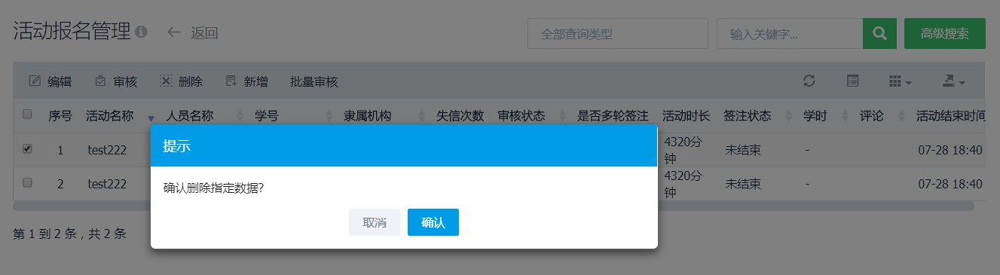 活动报名管理 返回 全部查询类型 输入关键字... 高级搜索
编辑 审核 删除 新增 批量审核
序号 活动名称 人员名称 学号 隶属机构 失信次数 审核状态 是否多轮签注 活动时长 签注状态 学时 评论 活动结束时间
1 test222 4320分钟 未结束 - 07-28 18:40
2 test222 4320分钟 未结束 - 07-28 18:40
提示
确认删除指定数据?
取消 确认
第 1 到 2 条，共 2 条